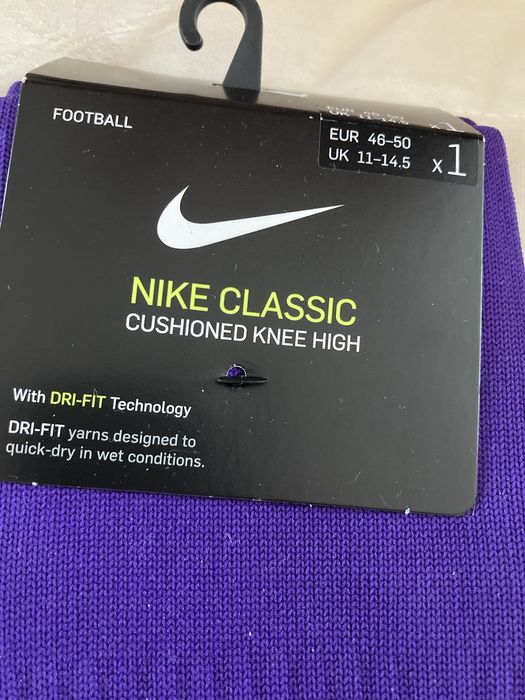 FOOTBALL
EUR 46–50
UK 11–14.5
x1
NIKE CLASSIC
CUSHIONED KNEE HIGH
With DRI-FIT Technology
DRI-FIT yarns designed to
quick-dry in wet conditions.